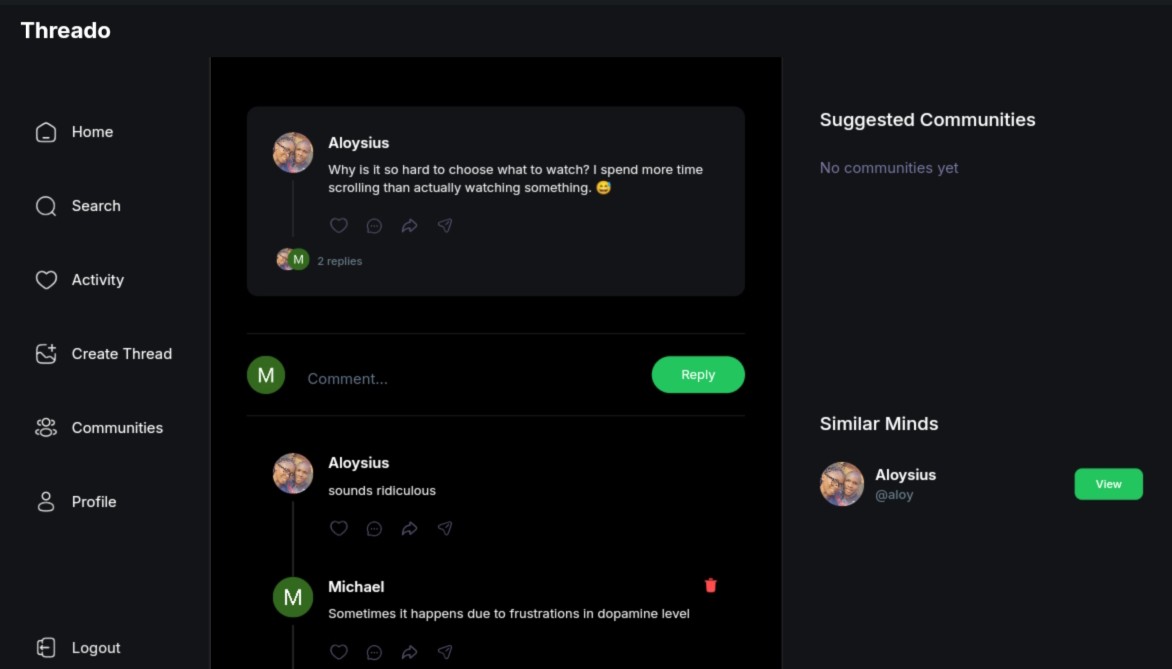 Threado
Home
Search
Activity
Create Thread
Communities
Profile
Logout
Aloysius
Why is it so hard to choose what to watch? I spend more time
scrolling than actually watching something. 😅
M
2 replies
M
Comment...
Reply
Aloysius
sounds ridiculous
M
Michael
Sometimes it happens due to frustrations in dopamine level
Suggested Communities
No communities yet
Similar Minds
Aloysius
@aloy
View